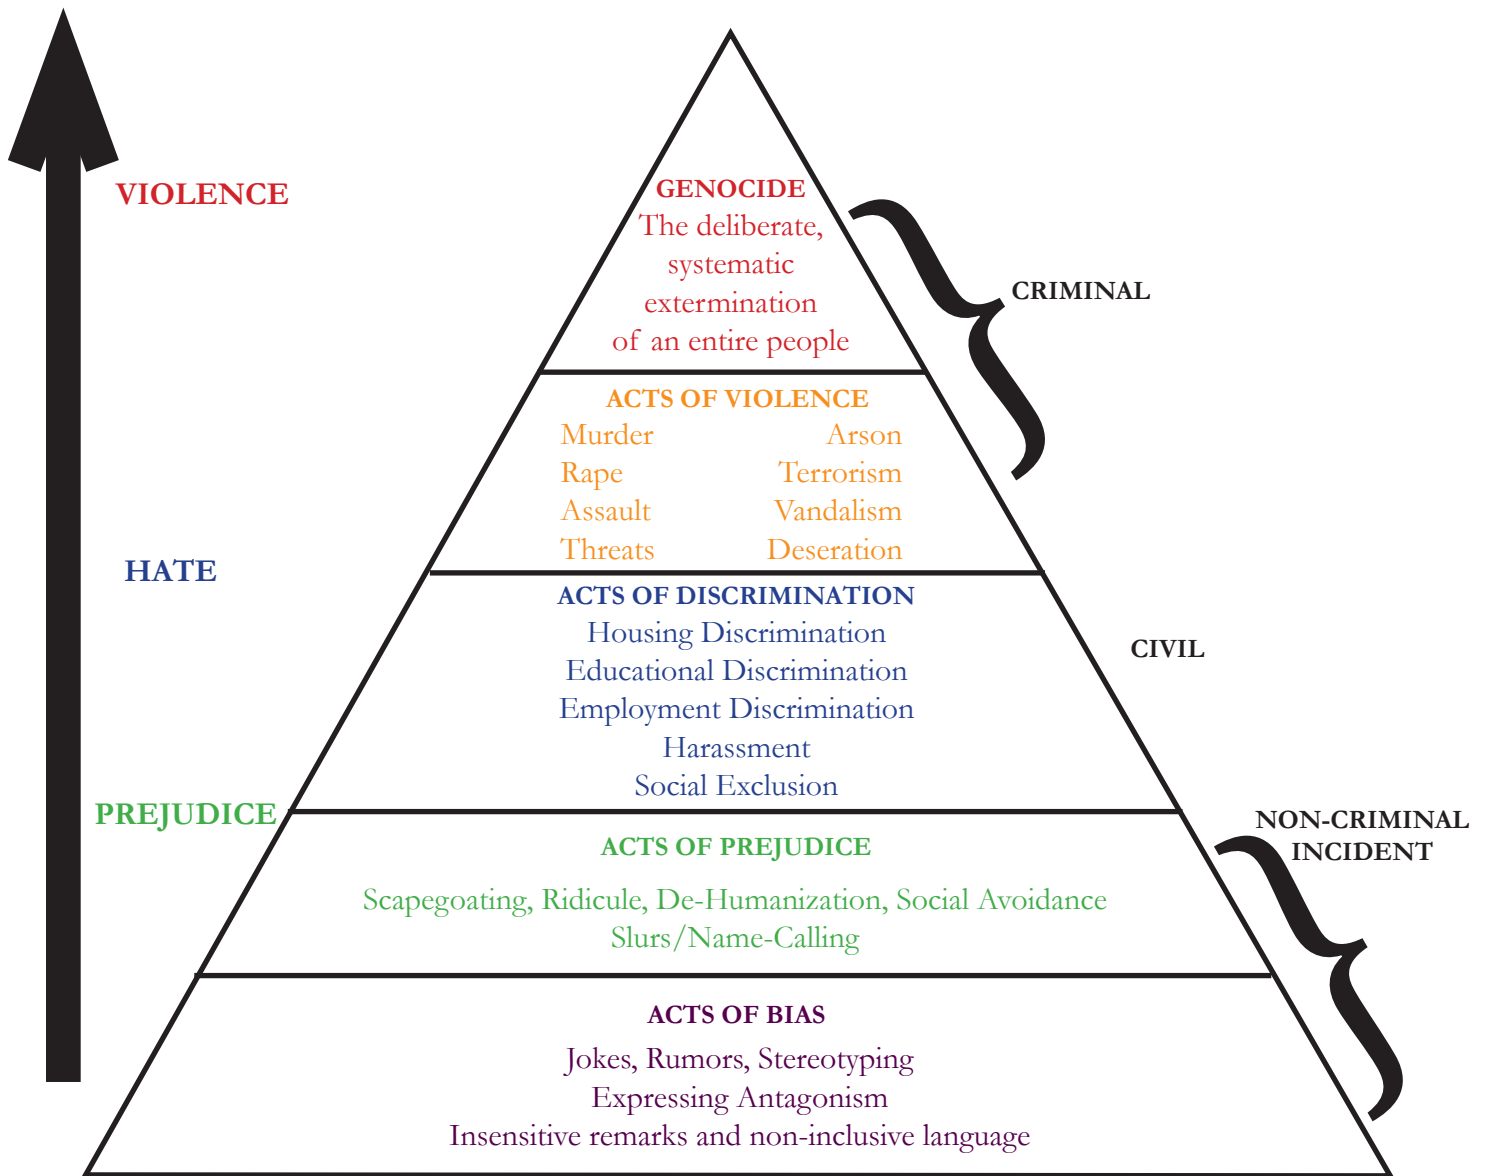 VIOLENCE
GENOCIDE
The deliberate,
systematic
extermination
of an entire people
CRIMINAL
ACTS OF VIOLENCE
Murder Arson
Rape Terrorism
Assault Vandalism
Threats Deseration
HATE
ACTS OF DISCRIMINATION
Housing Discrimination
Educational Discrimination
Employment Discrimination
Harassment
Social Exclusion
CIVIL
PREJUDICE
NON-CRIMINAL
INCIDENT
ACTS OF PREJUDICE
Scapegoating, Ridicule, De-Humanization, Social Avoidance
Slurs/Name-Calling
ACTS OF BIAS
Jokes, Rumors, Stereotyping
Expressing Antagonism
Insensitive remarks and non-inclusive language